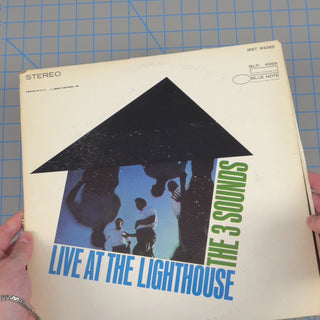 STEREO
BST 84265
BLP 4265
BLUE NOTE
THE 3 SOUNDS
LIVE AT THE LIGHTHOUSE